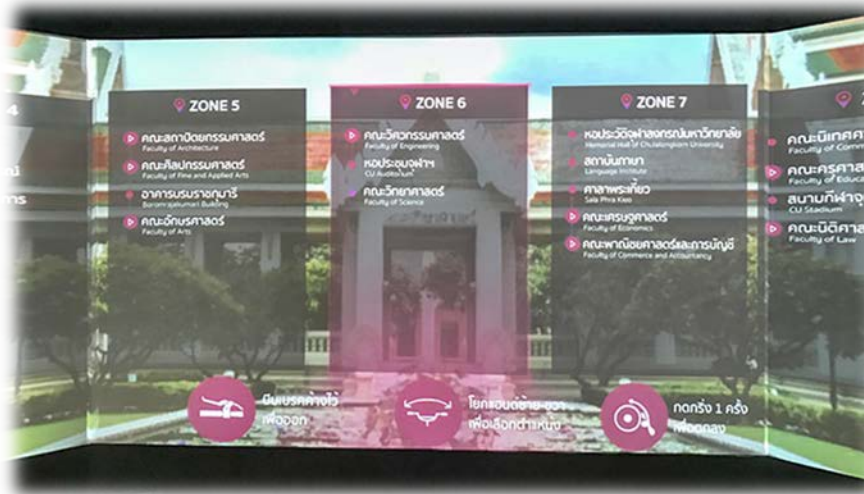 4
ณ์
การ
ZONE 5
คณะสถาปัตยกรรมศาสตร์
Faculty of Architecture
คณะศิลปกรรมศาสตร์
Faculty of Fine and Applied Arts
อาคารบรมราชกุมารี
Boromrajakumari Building
คณะอักษรศาสตร์
Faculty of Arts
ZONE 6
คณะวิศวกรรมศาสตร์
Faculty of Engineering
หอประชุมจุฬาฯ
CU Auditorium
คณะวิทยาศาสตร์
Faculty of Science
ZONE 7
หอประวัติจุฬาลงกรณ์มหาวิทยาลัย
Memorial Hall of Chulalongkorn University
สถาบันภาษา
Language Institute
ศาลาพระเกี้ยว
Sala Phra Kieo
คณะเศรษฐศาสตร์
Faculty of Economics
คณะพาณิชยศาสตร์และการบัญชี
Faculty of Commerce and Accountancy
คณะนิเทศศ
Faculty of Comm
คณะครุศาส
Faculty of Educa
สนามกีฬาจุ
CU Stadium
คณะนิติศาส
Faculty of Law
บีบเบรคค้างไว้
เพื่อออก
โยกแฮนด์ซ้าย-ขวา
เพื่อเลือกตำแหน่ง
กดกริ่ง 1 ครั้ง
เพื่อตกลง